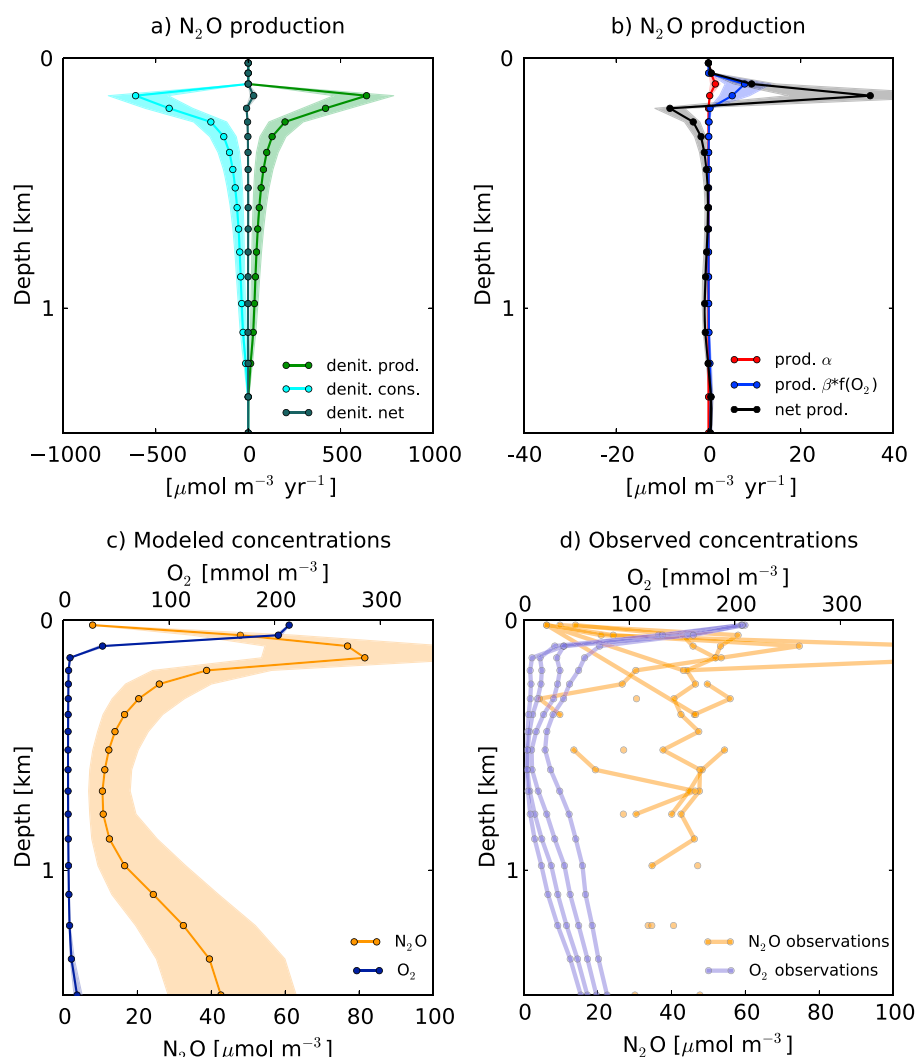 a) N₂O production
b) N₂O production
0
1
Depth [km]
denit. prod.
denit. cons.
denit. net
−1000 −500 0 500 1000
[μmol m⁻³ yr⁻¹]
0
1
Depth [km]
prod. α
prod. β*f(O₂)
net prod.
-40 -20 0 20 40
[μmol m⁻³ yr⁻¹]
c) Modeled concentrations
O₂ [mmol m⁻³]
0 100 200 300
0
1
Depth [km]
N₂O
O₂
0 20 40 60 80 100
N₂O [μmol m⁻³]
d) Observed concentrations
O₂ [mmol m⁻³]
0 100 200 300
0
1
Depth [km]
N₂O observations
O₂ observations
0 20 40 60 80 100
N₂O [μmol m⁻³]